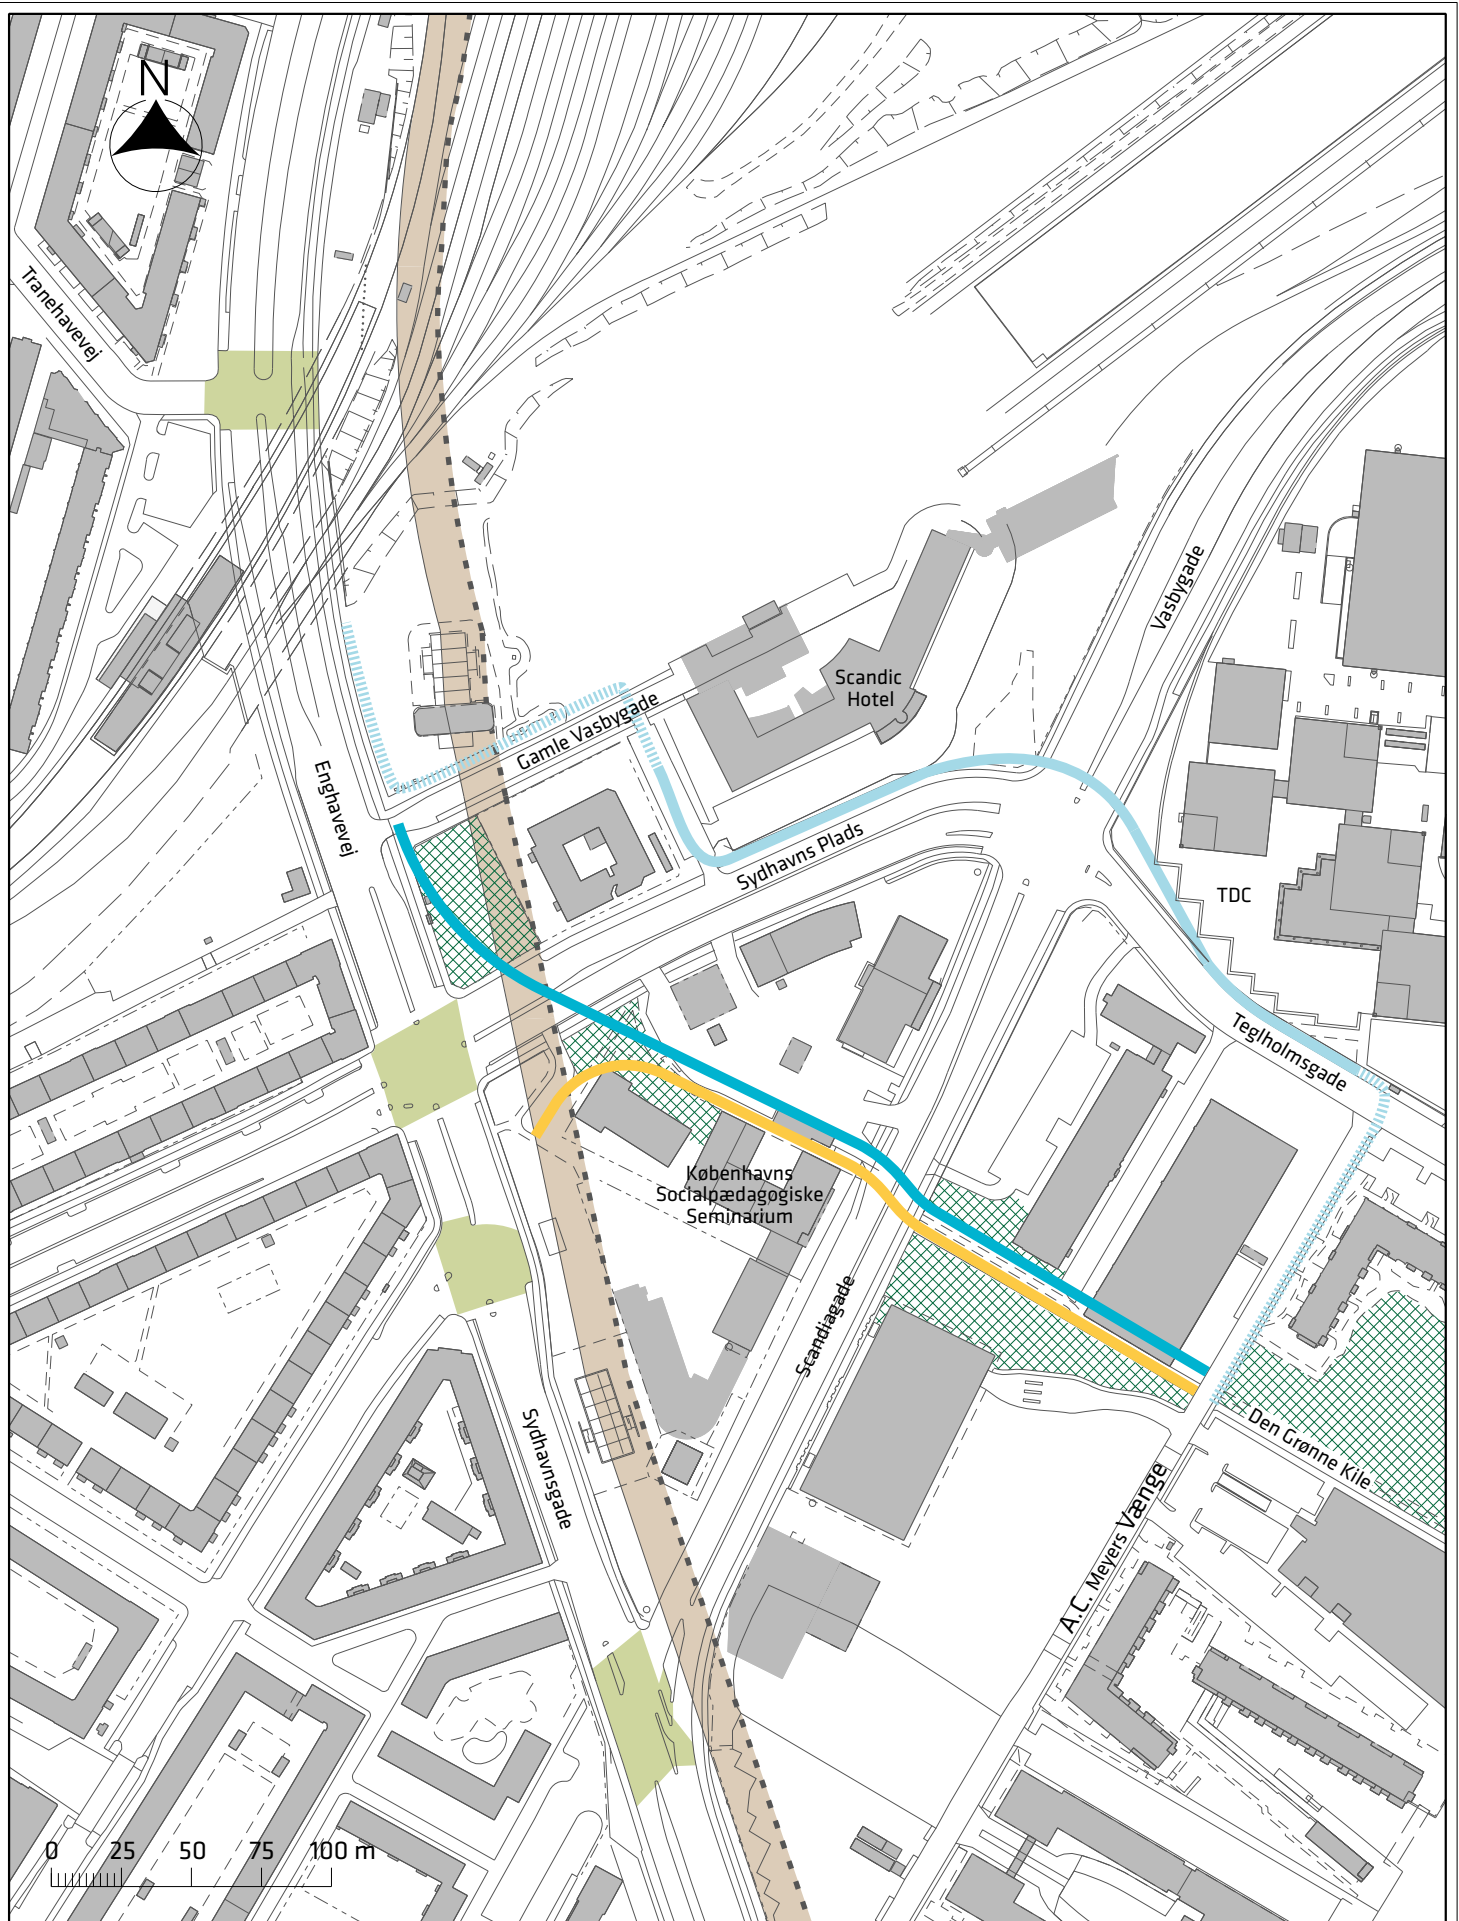 N
Tranehavevej
Vasbygade
Scandic
Hotel
Gamle Vasbygade
Enghavevej
Sydhavns Plads
TDC
Teglholmsgade
Københavns
Socialpædagogiske
Seminarium
Scandiagade
Sydhavnsgade
Den Grønne Kile
A.C. Meyers Vænge
0 25 50 75 100 m